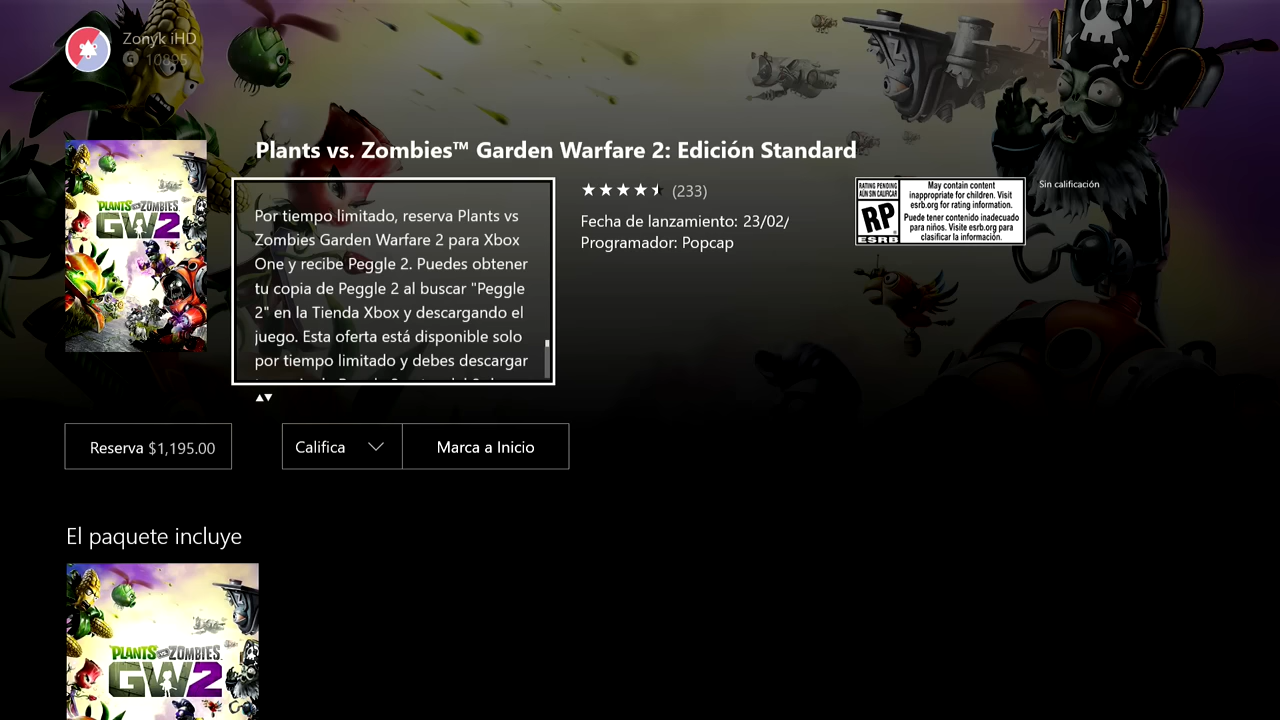 Zonyk iHD
G 10895
Plants vs. Zombies™ Garden Warfare 2: Edición Standard
Por tiempo limitado, reserva Plants vs
Zombies Garden Warfare 2 para Xbox
One y recibe Peggle 2. Puedes obtener
tu copia de Peggle 2 al buscar "Peggle
2" en la Tienda Xbox y descargando el
juego. Esta oferta está disponible solo
por tiempo limitado y debes descargar
(233)
Fecha de lanzamiento: 23/02/
Programador: Popcap
RATING PENDING
AÚN SIN CALIFICAR
RP
ESRB
May contain content
inappropriate for children. Visit
esrb.org for rating information.
Puede tener contenido inadecuado
para niños. Visite esrb.org para
clasificar la información.
Sin calificación
PLANTS VS. ZOMBIES
GW2
Reserva $1,195.00
Califica
Marca a Inicio
El paquete incluye
PLANTS VS. ZOMBIES
GW2